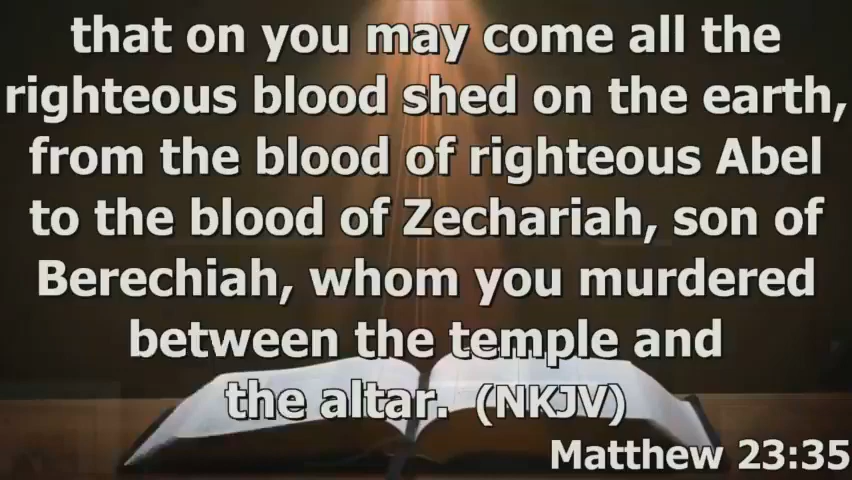 that on you may come all the
righteous blood shed on the earth,
from the blood of righteous Abel
to the blood of Zechariah, son of
Berechiah, whom you murdered
between the temple and
the altar. (NKJV)
Matthew 23:35